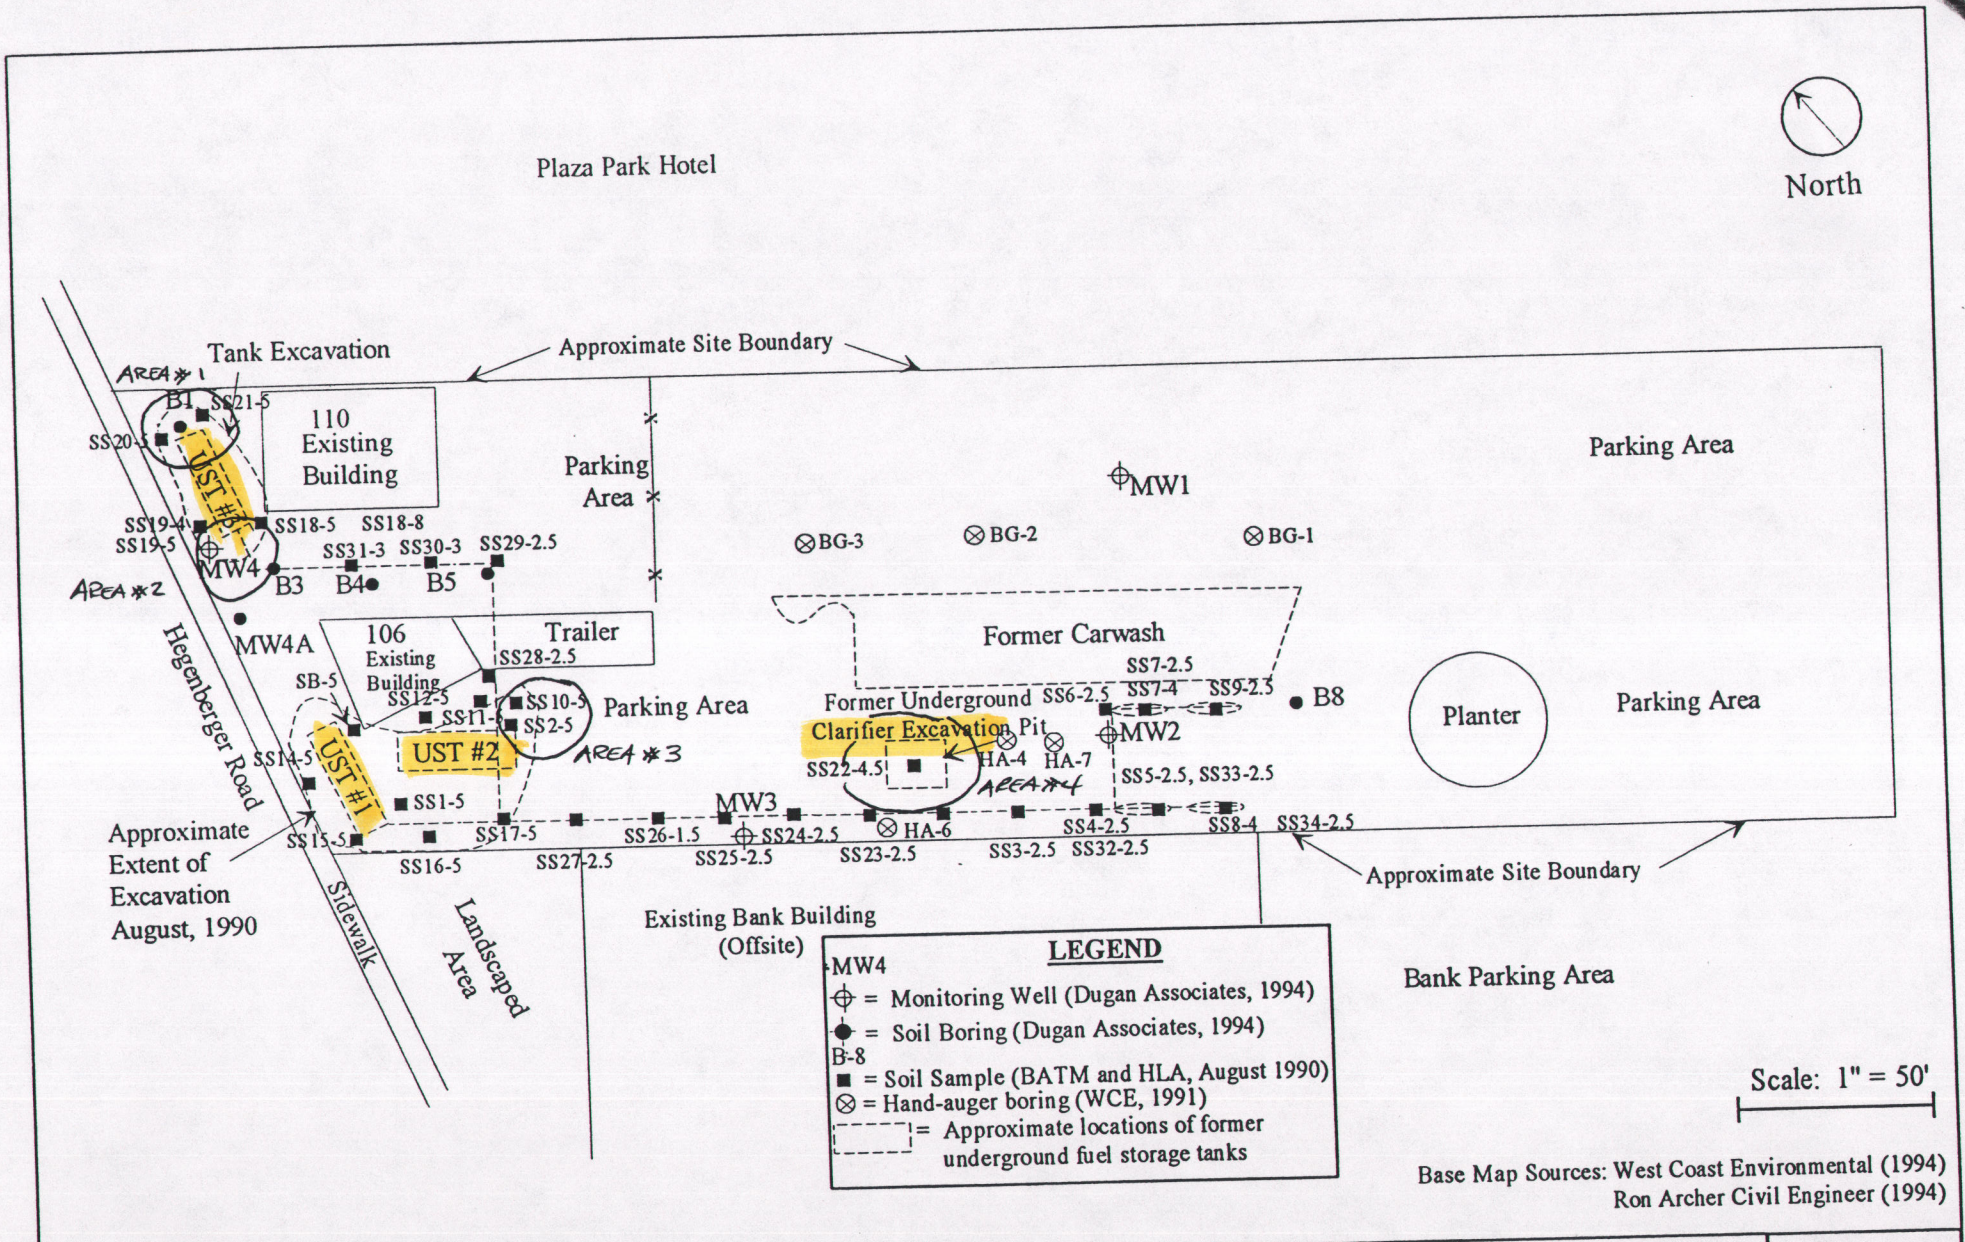 Plaza Park Hotel
North
Tank Excavation
Approximate Site Boundary
AREA #1
B1
SS21-5
SS20-5
110
Existing
Building
UST #3
Parking
Area
Parking Area
MW1
SS19-4
SS19-5
SS18-5
SS18-8
SS31-3
SS30-3
SS29-2.5
BG-3
BG-2
BG-1
MW4
B3
B4
B5
AREA #2
MW4A
Hegenberger Road
106
Existing
Building
Trailer
Former Carwash
SS28-2.5
SB-5
SS12-5
SS11-5
SS10-5
SS2-5
Parking Area
AREA #3
SS7-2.5
SS6-2.5
SS7-4
SS9-2.5
B8
Former Underground
Clarifier Excavation Pit
MW2
Planter
Parking Area
UST #2
UST #1
SS14-5
SS22-4.5
HA-4
HA-7
AREA #4
SS5-2.5, SS33-2.5
SS1-5
MW3
Approximate
Extent of
Excavation
August, 1990
SS15-5
SS16-5
SS17-5
SS27-2.5
SS26-1.5
SS25-2.5
SS24-2.5
SS23-2.5
HA-6
SS3-2.5
SS4-2.5
SS32-2.5
SS8-4
SS34-2.5
Approximate Site Boundary
Sidewalk
Landscaped
Area
Existing Bank Building
(Offsite)
Bank Parking Area
LEGEND
MW4
= Monitoring Well (Dugan Associates, 1994)
= Soil Boring (Dugan Associates, 1994)
B-8
= Soil Sample (BATM and HLA, August 1990)
= Hand-auger boring (WCE, 1991)
= Approximate locations of former
underground fuel storage tanks
Scale: 1" = 50'
Base Map Sources: West Coast Environmental (1994)
Ron Archer Civil Engineer (1994)